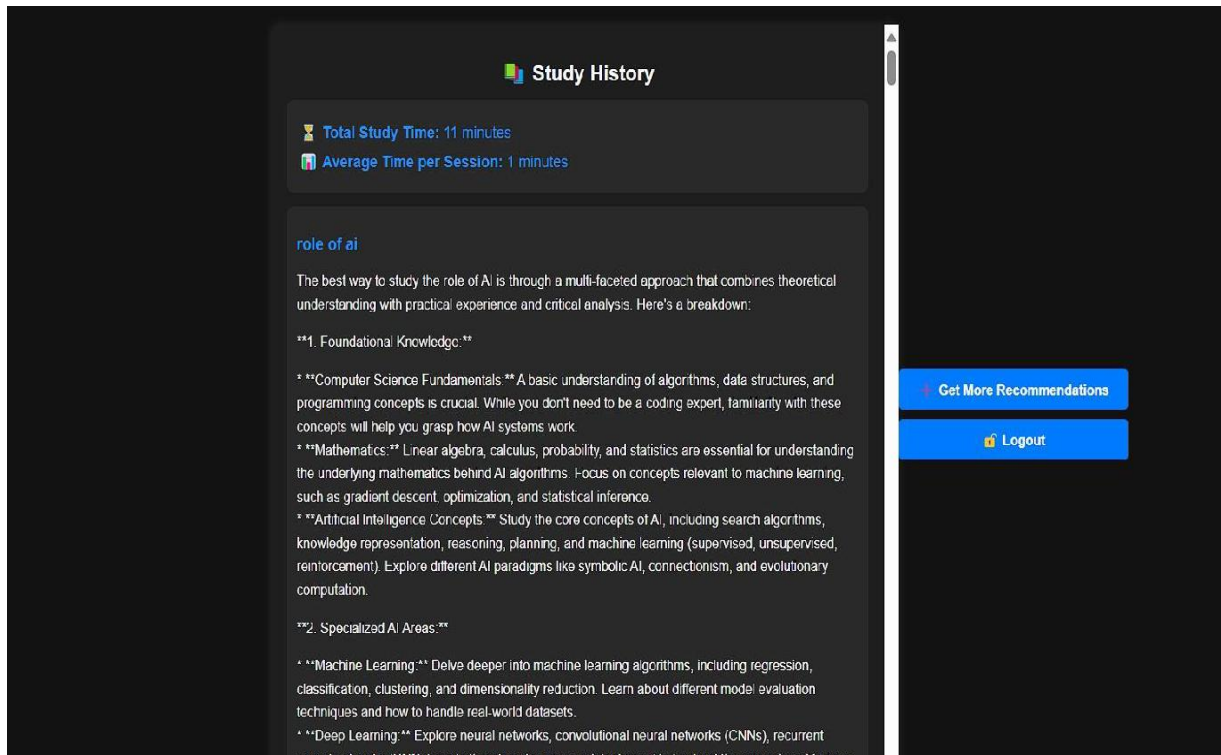 Study History
Total Study Time: 11 minutes
Average Time per Session: 1 minutes
role of ai
The best way to study the role of AI is through a multi-faceted approach that combines theoretical
understanding with practical experience and critical analysis. Here's a breakdown:
**1. Foundational Knowledge:**
* **Computer Science Fundamentals:** A basic understanding of algorithms, data structures, and
programming concepts is crucial. While you don't need to be a coding expert, familiarity with these
concepts will help you grasp how AI systems work.
* **Mathematics:** Linear algebra, calculus, probability, and statistics are essential for understanding
the underlying mathematics behind AI algorithms. Focus on concepts relevant to machine learning,
such as gradient descent, optimization, and statistical inference.
* **Artificial Intelligence Concepts:** Study the core concepts of AI, including search algorithms,
knowledge representation, reasoning, planning, and machine learning (supervised, unsupervised,
reinforcement). Explore different AI paradigms like symbolic AI, connectionism, and evolutionary
computation.
**2. Specialized AI Areas:**
* **Machine Learning:** Delve deeper into machine learning algorithms, including regression,
classification, clustering, and dimensionality reduction. Learn about different model evaluation
techniques and how to handle real-world datasets.
* **Deep Learning:** Explore neural networks, convolutional neural networks (CNNs), recurrent
Get More Recommendations
Logout